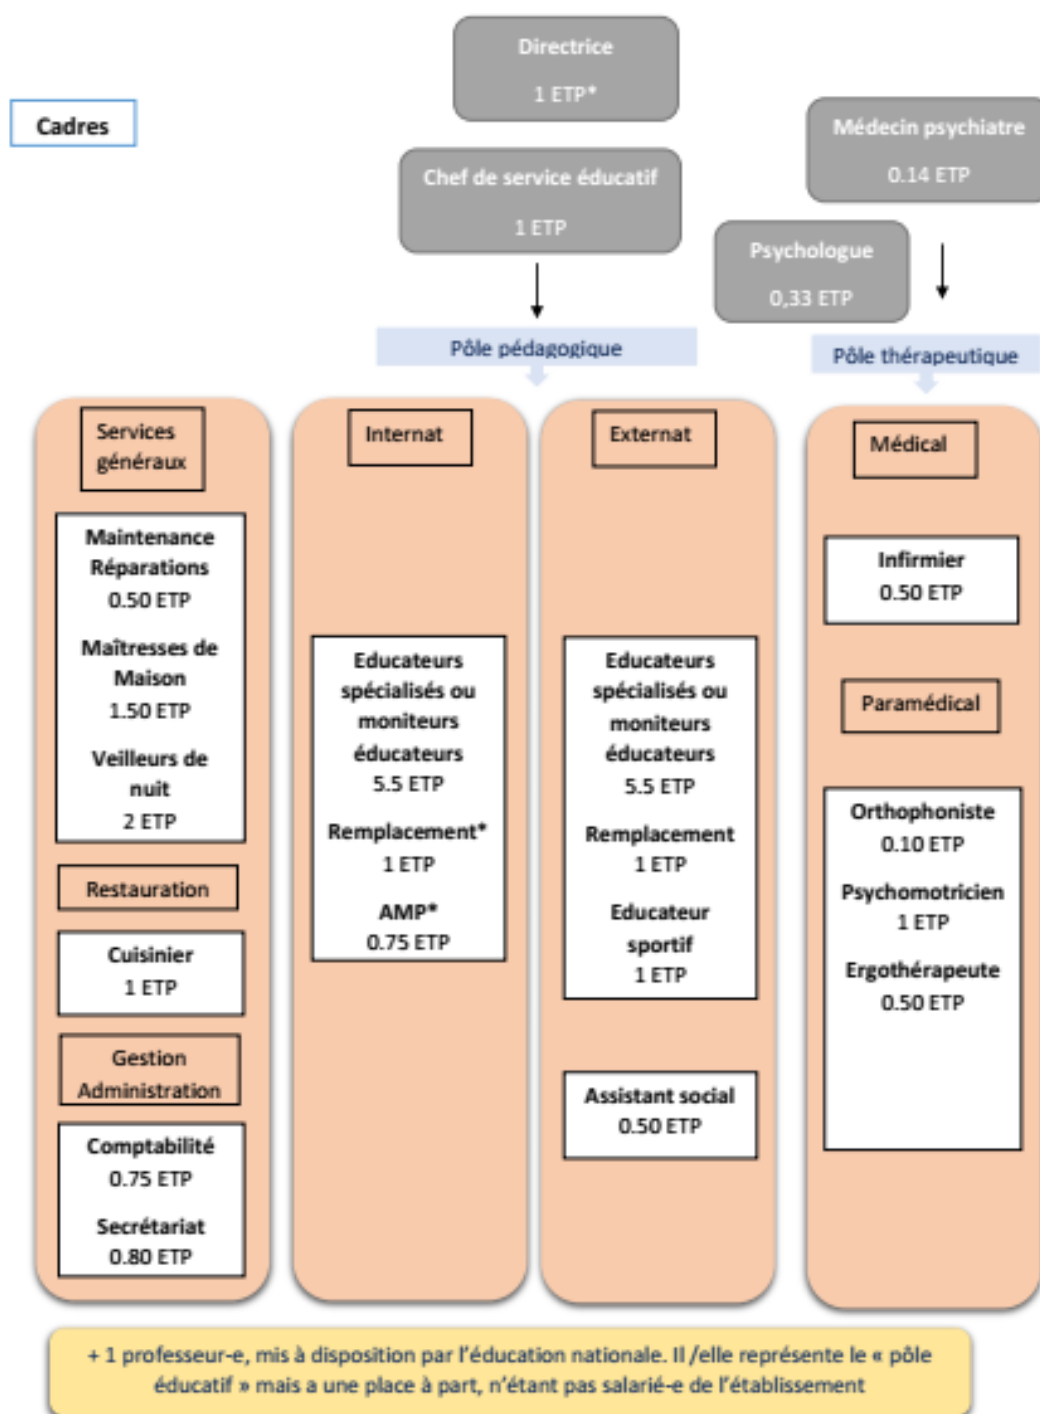 Directrice
1 ETP*
Cadres
Médecin psychiatre
0.14 ETP
Chef de service éducatif
1 ETP
Psychologue
0,33 ETP
Pôle pédagogique
Pôle thérapeutique
Services
généraux
Maintenance
Réparations
0.50 ETP
Maîtresses de
Maison
1.50 ETP
Veilleurs de
nuit
2 ETP
Restauration
Cuisinier
1 ETP
Gestion
Administration
Comptabilité
0.75 ETP
Secrétariat
0.80 ETP
Internat
Educateurs
spécialisés ou
moniteurs
éducateurs
5.5 ETP
Remplacement*
1 ETP
AMP*
0.75 ETP
Externat
Educateurs
spécialisés ou
moniteurs
éducateurs
5.5 ETP
Remplacement
1 ETP
Educateur
sportif
1 ETP
Assistant social
0.50 ETP
Médical
Infirmier
0.50 ETP
Paramédical
Orthophoniste
0.10 ETP
Psychomotricien
1 ETP
Ergothérapeute
0.50 ETP
+ 1 professeur-e, mis à disposition par l'éducation nationale. Il /elle représente le « pôle
éducatif » mais a une place à part, n'étant pas salarié-e de l'établissement